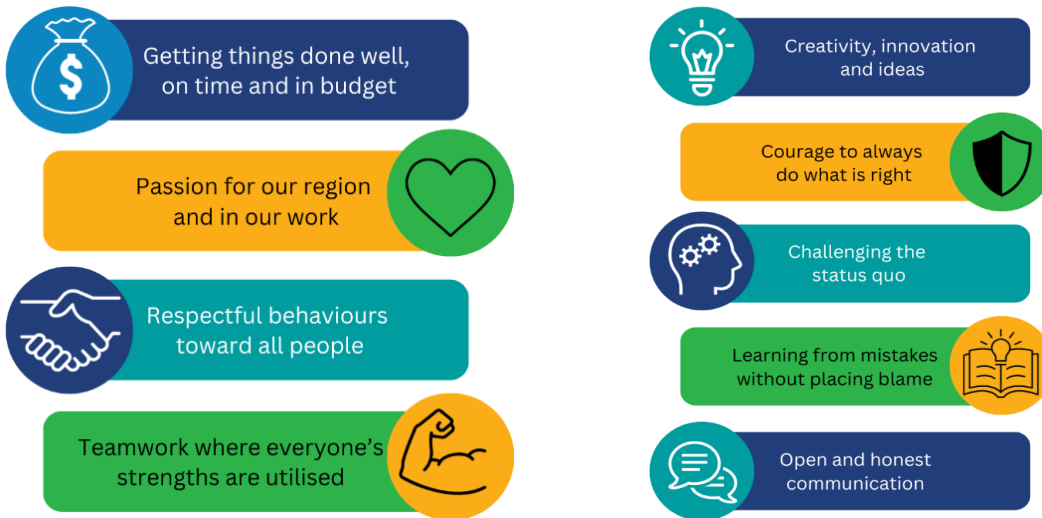 Getting things done well,
on time and in budget
Passion for our region
and in our work
Respectful behaviours
toward all people
Teamwork where everyone’s
strengths are utilised
Creativity, innovation
and ideas
Courage to always
do what is right
Challenging the
status quo
Learning from mistakes
without placing blame
Open and honest
communication
$